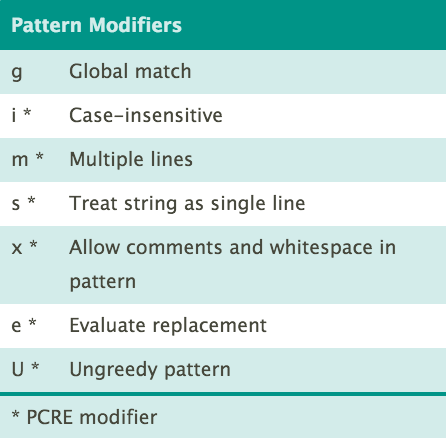 Pattern Modifiers
g Global match
i * Case-insensitive
m * Multiple lines
s * Treat string as single line
x * Allow comments and whitespace in
pattern
e * Evaluate replacement
U * Ungreedy pattern
* PCRE modifier